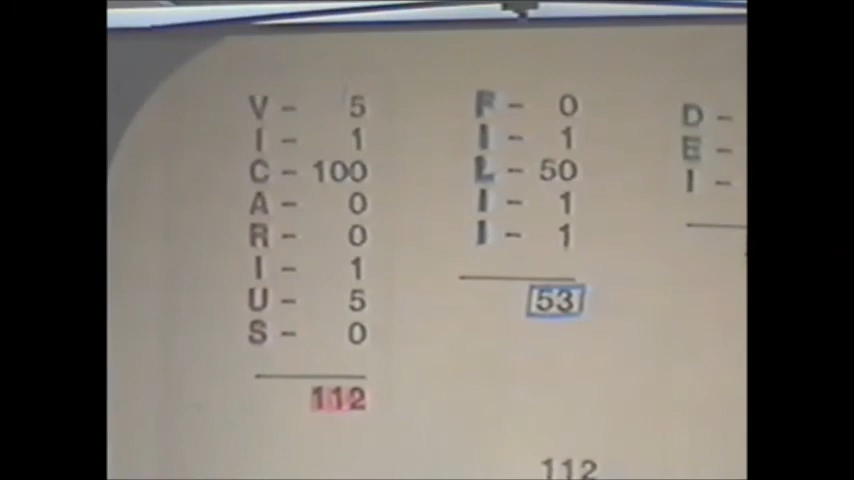 V - 5
I - 1
C - 100
A - 0
R - 0
I - 1
U - 5
S - 0
112
F - 0
I - 1
L - 50
I - 1
I - 1
53
D -
E -
I -
112